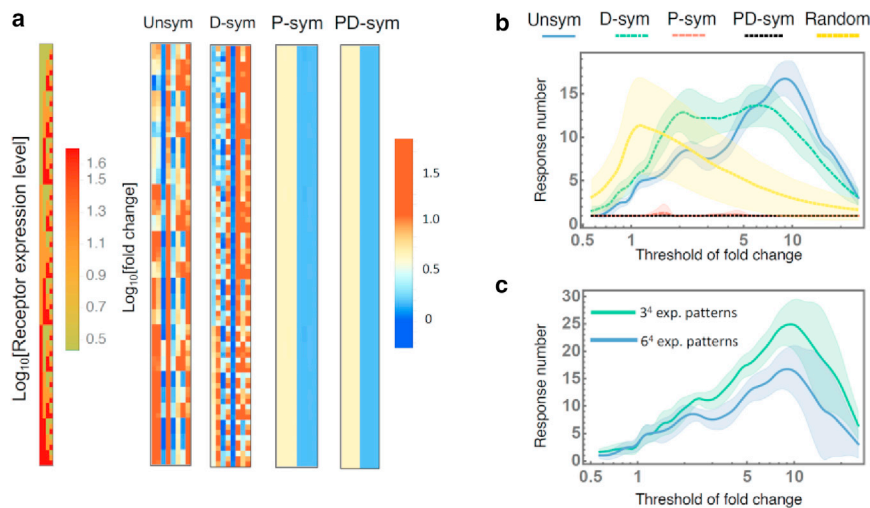 a
Unsym D-sym P-sym PD-sym
Log10[Receptor expression level]
1.6
1.5
1.3
1.1
0.9
0.7
0.5
Log10[fold change]
1.5
1.0
0.5
0
b
Unsym D-sym P-sym PD-sym Random
Response number
15
10
5
0
0.5 1 5 10
Threshold of fold change
c
Response number
30
25
20
15
10
5
0
3⁴ exp. patterns
6⁴ exp. patterns
0.5 1 5 10
Threshold of fold change